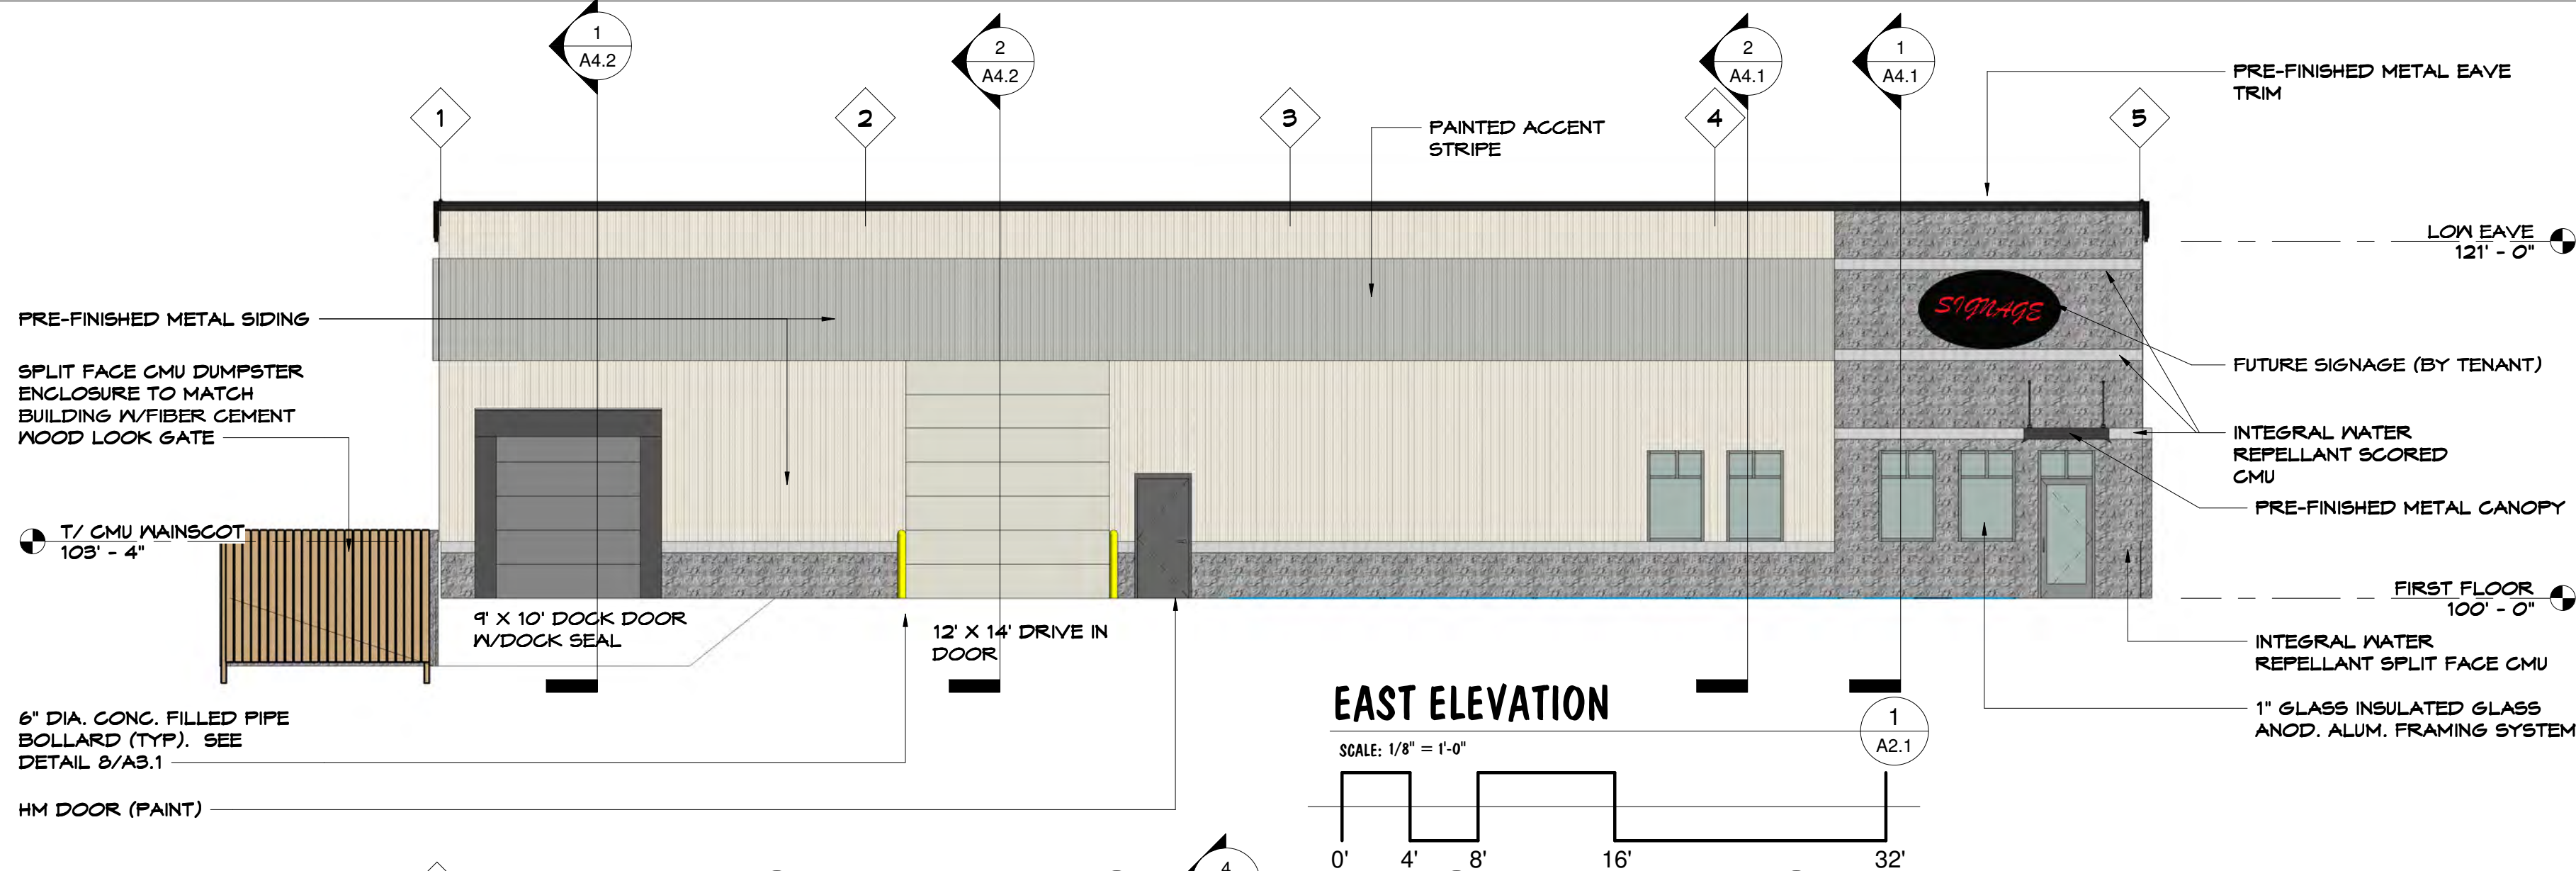 1
A4.2
2
A4.2
2
A4.1
1
A4.1
1
2
3
4
5
PRE-FINISHED METAL EAVE
TRIM
PAINTED ACCENT
STRIPE
LOW EAVE
121' - 0"
SIGNAGE
PRE-FINISHED METAL SIDING
SPLIT FACE CMU DUMPSTER
ENCLOSURE TO MATCH
BUILDING W/FIBER CEMENT
WOOD LOOK GATE
FUTURE SIGNAGE (BY TENANT)
INTEGRAL WATER
REPELLANT SCORED
CMU
PRE-FINISHED METAL CANOPY
T/ CMU WAINSCOT
103' - 4"
FIRST FLOOR
100' - 0"
9' X 10' DOCK DOOR
W/DOCK SEAL
12' X 14' DRIVE IN
DOOR
INTEGRAL WATER
REPELLANT SPLIT FACE CMU
1" GLASS INSULATED GLASS
ANOD. ALUM. FRAMING SYSTEM
6" DIA. CONC. FILLED PIPE
BOLLARD (TYP). SEE
DETAIL 8/A3.1
HM DOOR (PAINT)
EAST ELEVATION
1
A2.1
SCALE: 1/8" = 1'-0"
0'
4'
8'
16'
32'
4